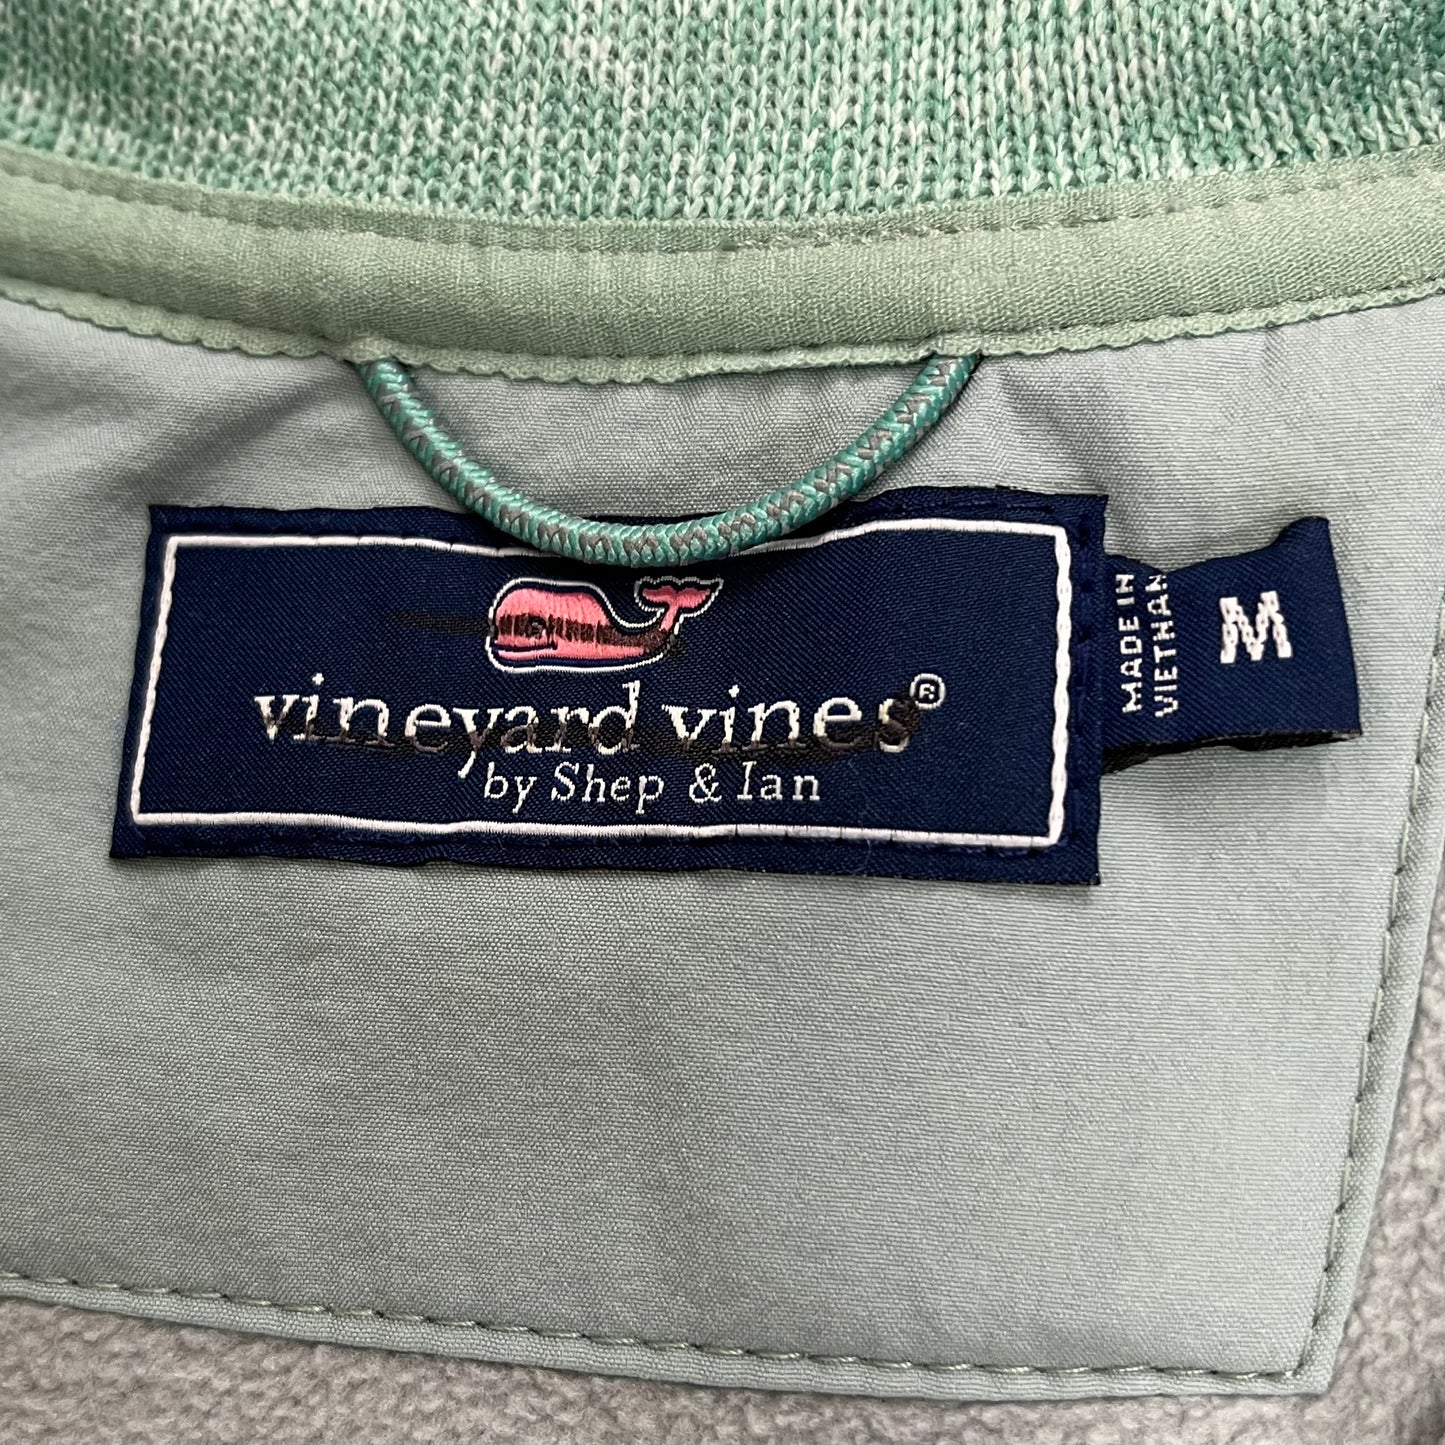 vineyard vines®
by Shep & Ian
MADE IN
VIETNAM
M